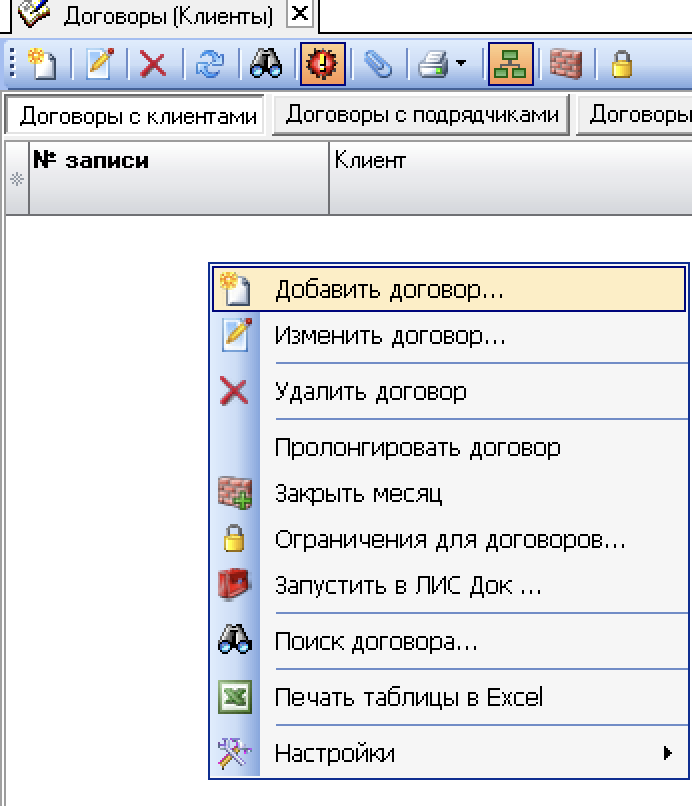 Договоры (Клиенты)
Договоры с клиентами
Договоры с подрядчиками
Договоры
№ записи
Клиент
Добавить договор...
Изменить договор...
Удалить договор
Пролонгировать договор
Закрыть месяц
Ограничения для договоров...
Запустить в ЛИС Док ...
Поиск договора...
Печать таблицы в Excel
Настройки